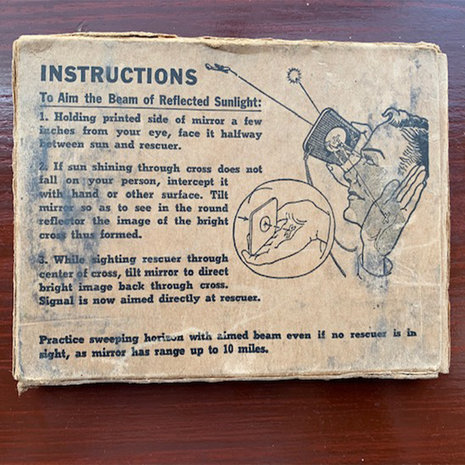 INSTRUCTIONS
To Aim the Beam of Reflected Sunlight:
1. Holding printed side of mirror a few
inches from your eye, face it halfway
between sun and rescuer.
2. If sun shining through cross does not
fall on your person, intercept it
with hand or other surface. Tilt
mirror so as to see in the round
reflector the image of the bright
cross thus formed.
3. While sighting rescuer through
center of cross, tilt mirror to direct
bright image back through cross.
Signal is now aimed directly at rescuer.
Practice sweeping horizon with aimed beam even if no rescuer is in
sight, as mirror has range up to 10 miles.